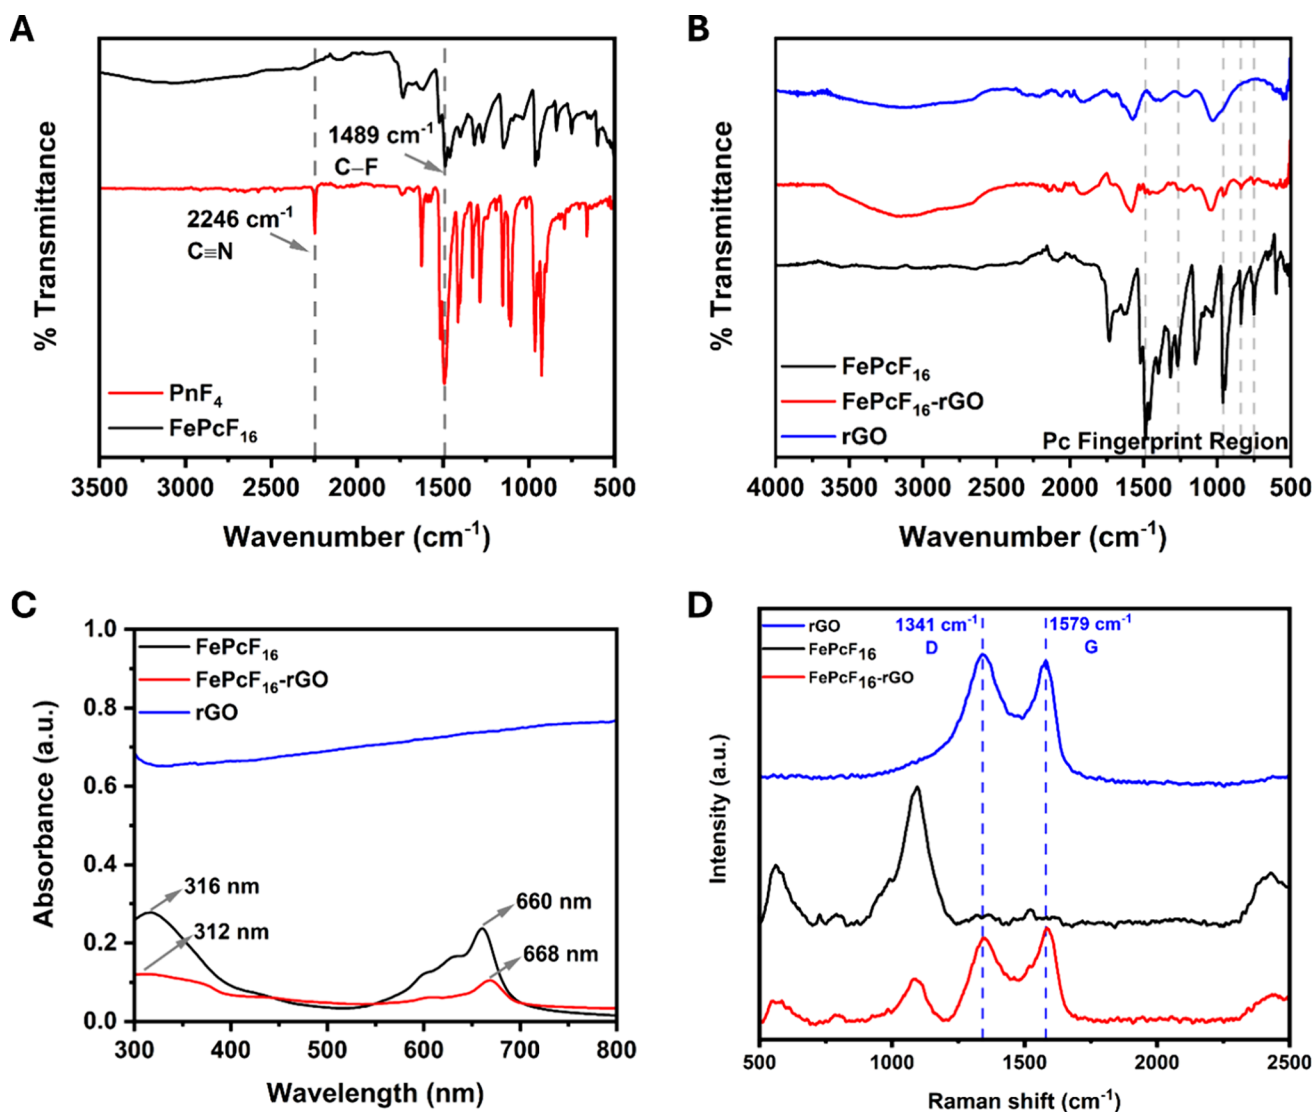 A
% Transmittance
1489 cm⁻¹
C–F
2246 cm⁻¹
C≡N
PnF₄
FePcF₁₆
3500 3000 2500 2000 1500 1000 500
Wavenumber (cm⁻¹)
B
% Transmittance
FePcF₁₆
FePcF₁₆-rGO
rGO
Pc Fingerprint Region
4000 3500 3000 2500 2000 1500 1000 500
Wavenumber (cm⁻¹)
C
Absorbance (a.u.)
1.0
0.8
0.6
0.4
0.2
0.0
FePcF₁₆
FePcF₁₆-rGO
rGO
316 nm
312 nm
660 nm
668 nm
300 400 500 600 700 800
Wavelength (nm)
D
Intensity (a.u.)
rGO
FePcF₁₆
FePcF₁₆-rGO
1341 cm⁻¹
D
1579 cm⁻¹
G
500 1000 1500 2000 2500
Raman shift (cm⁻¹)